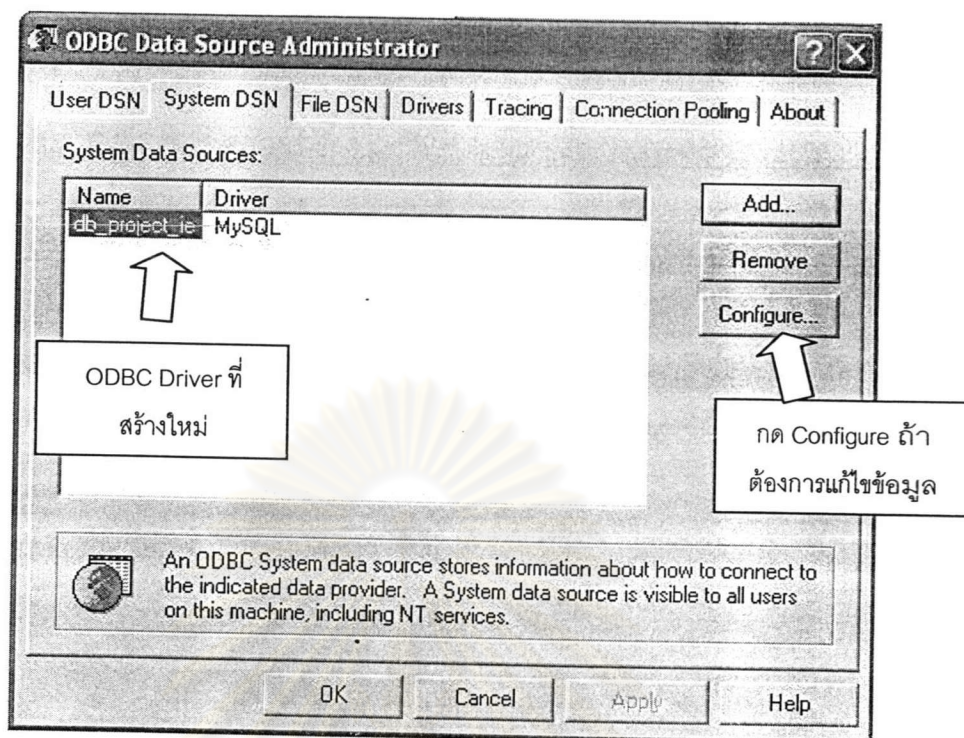 ODBC Data Source Administrator
User DSN System DSN File DSN Drivers Tracing Connection Pooling About
System Data Sources:
Name Driver
db_project_ie MySQL
Add...
Remove
Configure...
ODBC Driver ที่
สร้างใหม่
กด Configure ถ้า
ต้องการแก้ไขข้อมูล
An ODBC System data source stores information about how to connect to
the indicated data provider. A System data source is visible to all users
on this machine, including NT services.
OK Cancel Apply Help